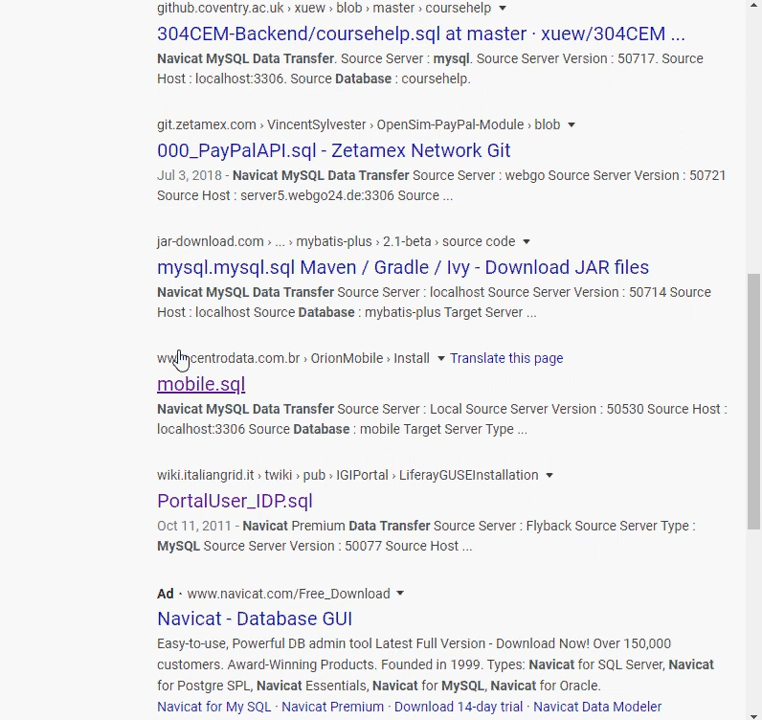 github.coventry.ac.uk › xuew › blob › master › coursehelp
304CEM-Backend/coursehelp.sql at master · xuew/304CEM ...
Navicat MySQL Data Transfer. Source Server : mysql. Source Server Version : 50717. Source
Host : localhost:3306. Source Database : coursehelp.
git.zetamex.com › VincentSylvester › OpenSim-PayPal-Module › blob
000_PayPalAPI.sql - Zetamex Network Git
Jul 3, 2018 - Navicat MySQL Data Transfer Source Server : webgo Source Server Version : 50721
Source Host : server5.webgo24.de:3306 Source ...
jar-download.com › ... › mybatis-plus › 2.1-beta › source code
mysql.mysql.sql Maven / Gradle / Ivy - Download JAR files
Navicat MySQL Data Transfer Source Server : localhost Source Server Version : 50714 Source
Host : localhost:3306 Source Database : mybatis-plus Target Server ...
centrodata.com.br › OrionMobile › Install Translate this page
mobile.sql
Navicat MySQL Data Transfer Source Server : Local Source Server Version : 50530 Source Host :
localhost:3306 Source Database : mobile Target Server Type ...
wiki.italiangrid.it › twiki › pub › IGIPortal › LiferayGUSEInstallation
PortalUser_IDP.sql
Oct 11, 2011 - Navicat Premium Data Transfer Source Server : Flyback Source Server Type :
MySQL Source Server Version : 50077 Source Host ...
Ad · www.navicat.com/Free_Download
Navicat - Database GUI
Easy-to-use, Powerful DB admin tool Latest Full Version - Download Now! Over 150,000
customers. Award-Winning Products. Founded in 1999. Types: Navicat for SQL Server, Navicat
for Postgre SPL, Navicat Essentials, Navicat for MySQL, Navicat for Oracle.
Navicat for My SQL · Navicat Premium · Download 14-day trial · Navicat Data Modeler